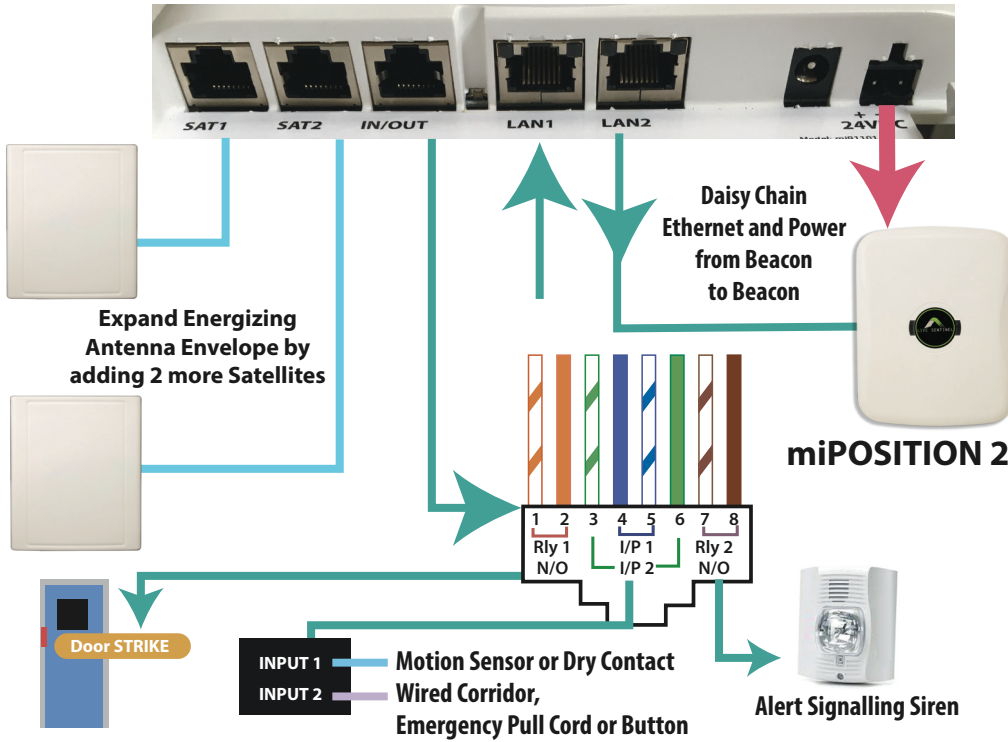 SAT1
SAT2
IN/OUT
LAN1
LAN2
+ -
Daisy Chain
Ethernet and Power
from Beacon
to Beacon
Expand Energizing
Antenna Envelope by
adding 2 more Satellites
miPOSITION 2
1 2 3 4 5 6 7 8
Rly 1 I/P 1 Rly 2
N/O I/P 2 N/O
Door STRIKE
INPUT 1
Motion Sensor or Dry Contact
INPUT 2
Wired Corridor,
Emergency Pull Cord or Button
Alert Signalling Siren